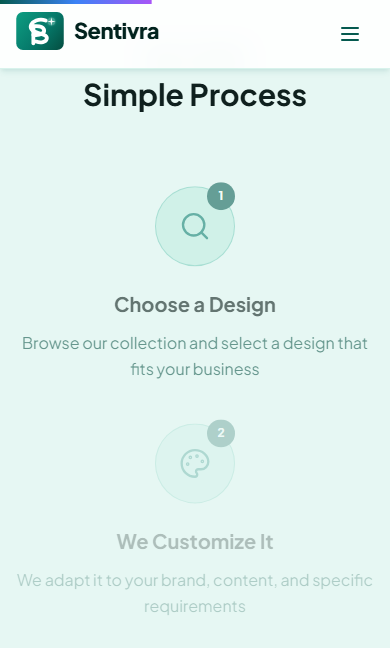 Sentivra
Simple Process
1
Choose a Design
Browse our collection and select a design that
fits your business
2
We Customize It
We adapt it to your brand, content, and specific
requirements